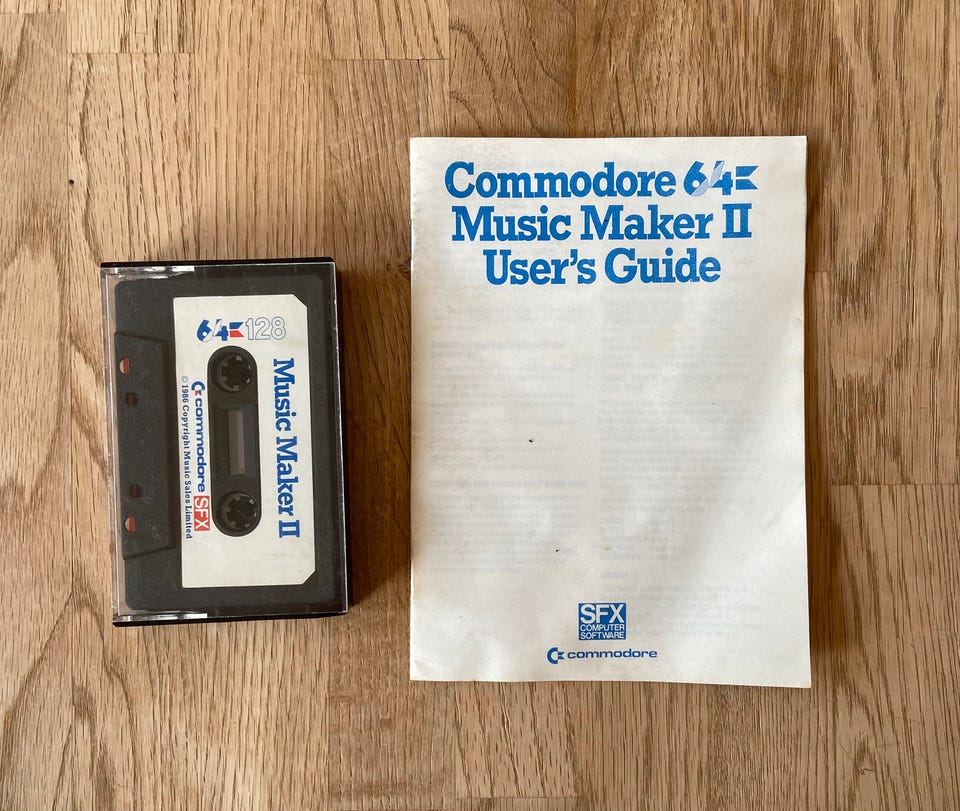 64 128
Music Maker II
commodore SFX
© 1986 Copyright Music Sales Limited
Commodore 64
Music Maker II
User's Guide
SFX
COMPUTER
SOFTWARE
commodore